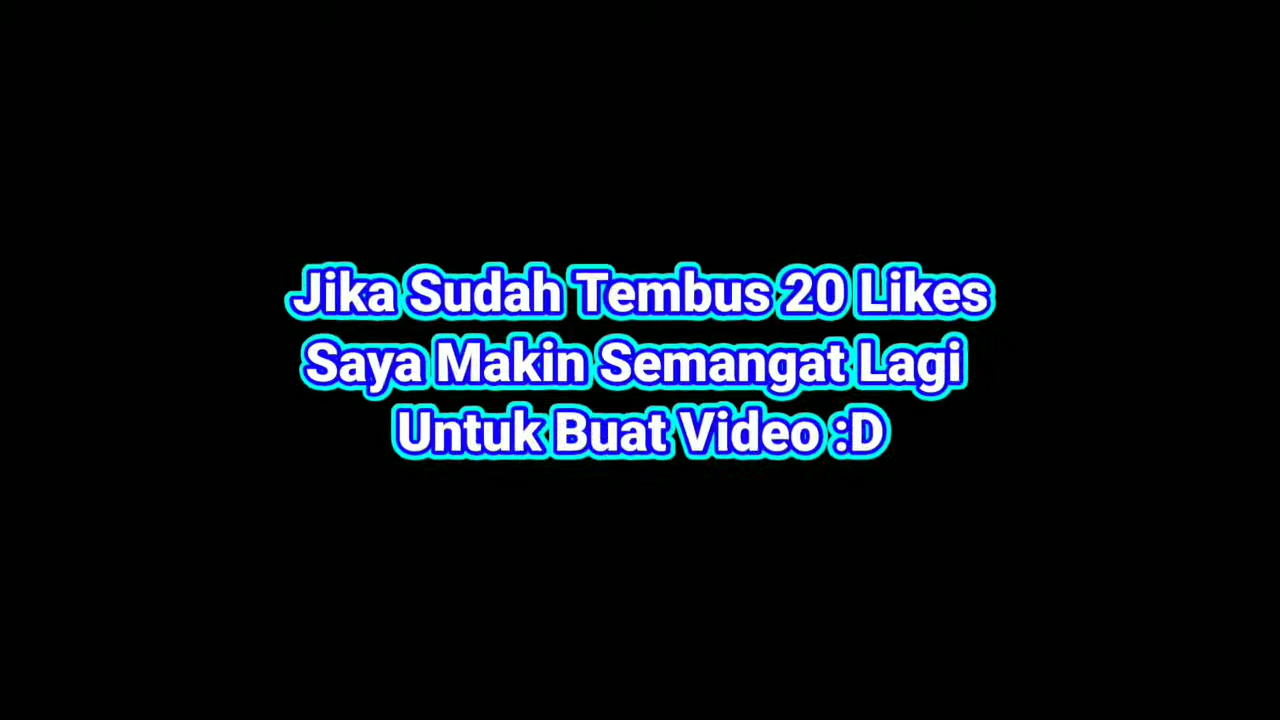 Jika Sudah Tembus 20 Likes
Saya Makin Semangat Lagi
Untuk Buat Video :D